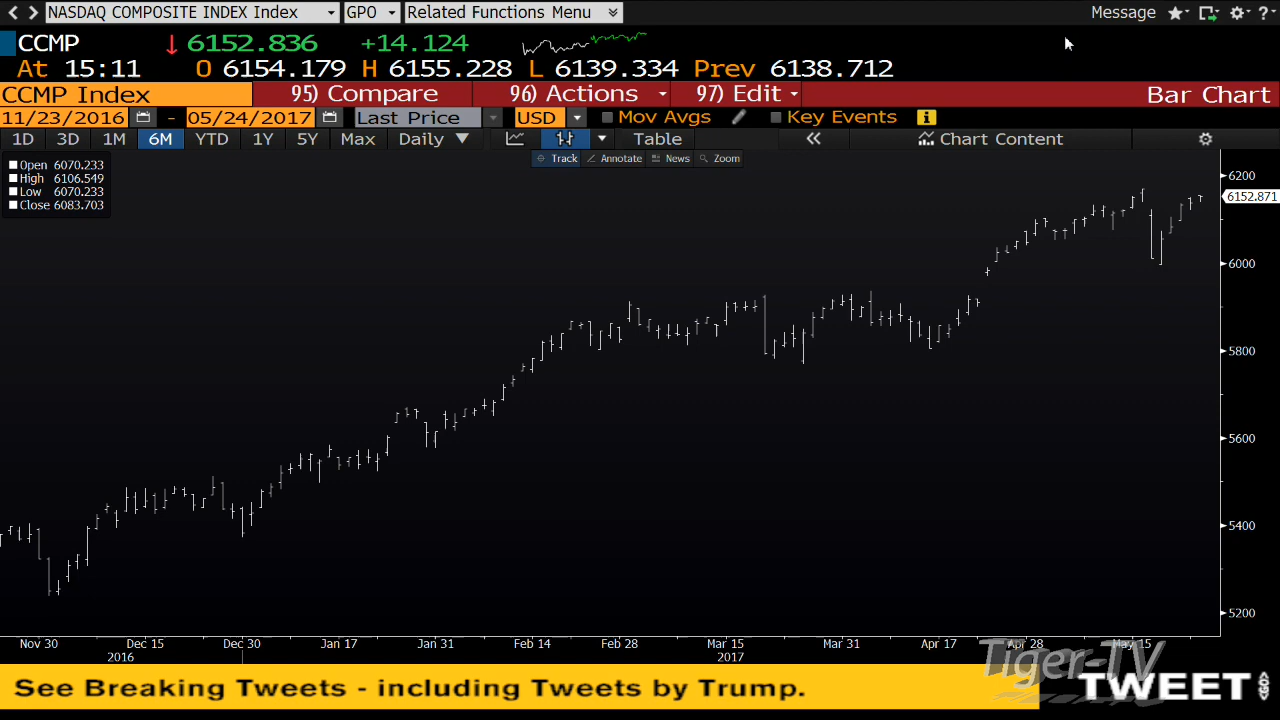 NASDAQ COMPOSITE INDEX Index GPO Related Functions Menu Message ?
CCMP 6152.836 +14.124
At 15:11 O 6154.179 H 6155.228 L 6139.334 Prev 6138.712
CCMP Index 95) Compare 96) Actions 97) Edit Bar Chart
11/23/2016 - 05/24/2017 Last Price USD Mov Avgs Key Events
1D 3D 1M 6M YTD 1Y 5Y Max Daily Table « Chart Content
Track Annotate News Zoom
Open 6070.233
High 6106.549
Low 6070.233
Close 6083.703
6200
6152.871
6000
5800
5600
5400
5200
Nov 30 Dec 15 Dec 30 Jan 17 Jan 31 Feb 14 Feb 28 Mar 15 Mar 31 Apr 17 Apr 28 May 15
2016 2017
Tiger-TV
See Breaking Tweets - including Tweets by Trump.
TWEET
<GO>